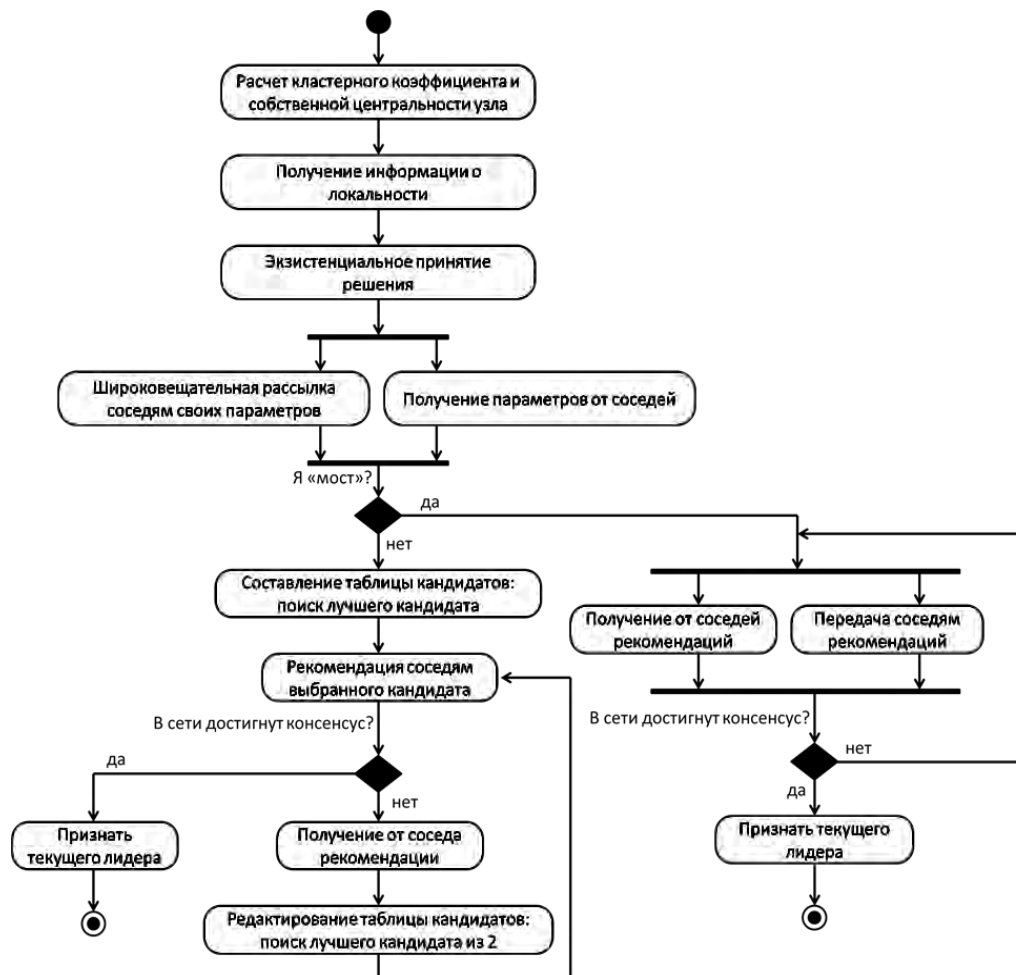 Расчет кластерного коэффициента и
собственной центральности узла
Получение информации о
локальности
Экзистенциальное принятие
решения
Широковещательная рассылка
соседям своих параметров
Получение параметров от соседей
Я «мост»?
да
нет
Составление таблицы кандидатов:
поиск лучшего кандидата
Рекомендация соседям
выбранного кандидата
В сети достигнут консенсус?
да
нет
Признать
текущего лидера
Получение от соседа
рекомендации
Редактирование таблицы кандидатов:
поиск лучшего кандидата из 2
Получение от соседей
рекомендаций
Передача соседям
рекомендаций
В сети достигнут консенсус?
нет
да
Признать текущего
лидера